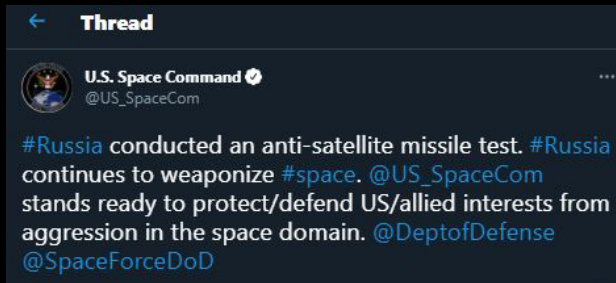 Thread
U.S. Space Command
@US_SpaceCom
#Russia conducted an anti-satellite missile test. #Russia
continues to weaponize #space. @US_SpaceCom
stands ready to protect/defend US/allied interests from
aggression in the space domain. @DeptofDefense
@SpaceForceDoD